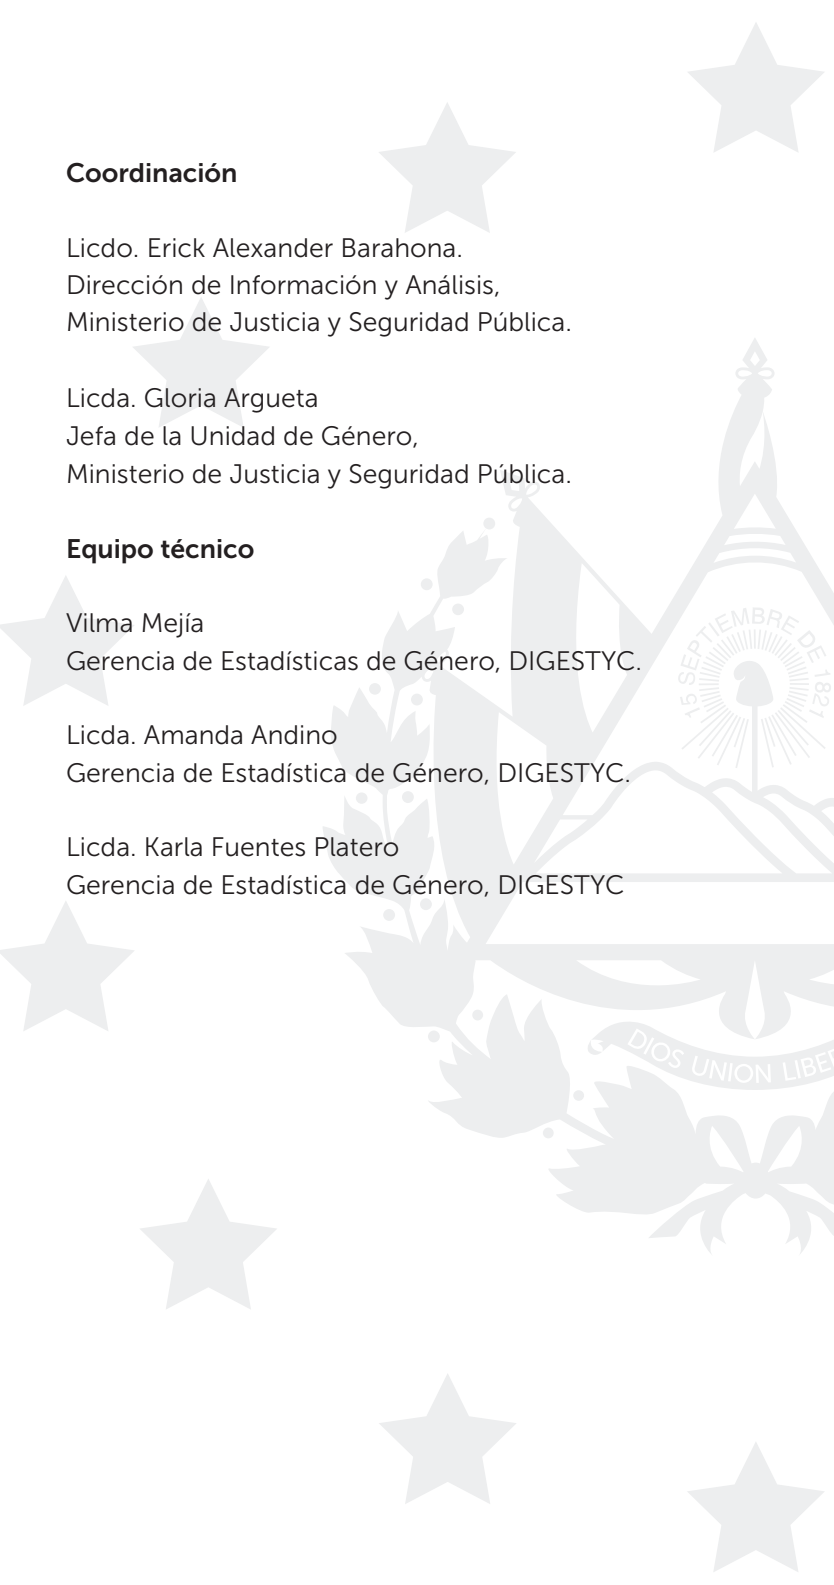 Coordinación
Licdo. Erick Alexander Barahona.
Dirección de Información y Análisis,
Ministerio de Justicia y Seguridad Pública.
Licda. Gloria Argueta
Jefa de la Unidad de Género,
Ministerio de Justicia y Seguridad Pública.
Equipo técnico
Vilma Mejía
Gerencia de Estadísticas de Género, DIGESTYC.
Licda. Amanda Andino
Gerencia de Estadística de Género, DIGESTYC.
Licda. Karla Fuentes Platero
Gerencia de Estadística de Género, DIGESTYC
15 SEPTIEMBRE DE 1821
DIOS UNION LIBER